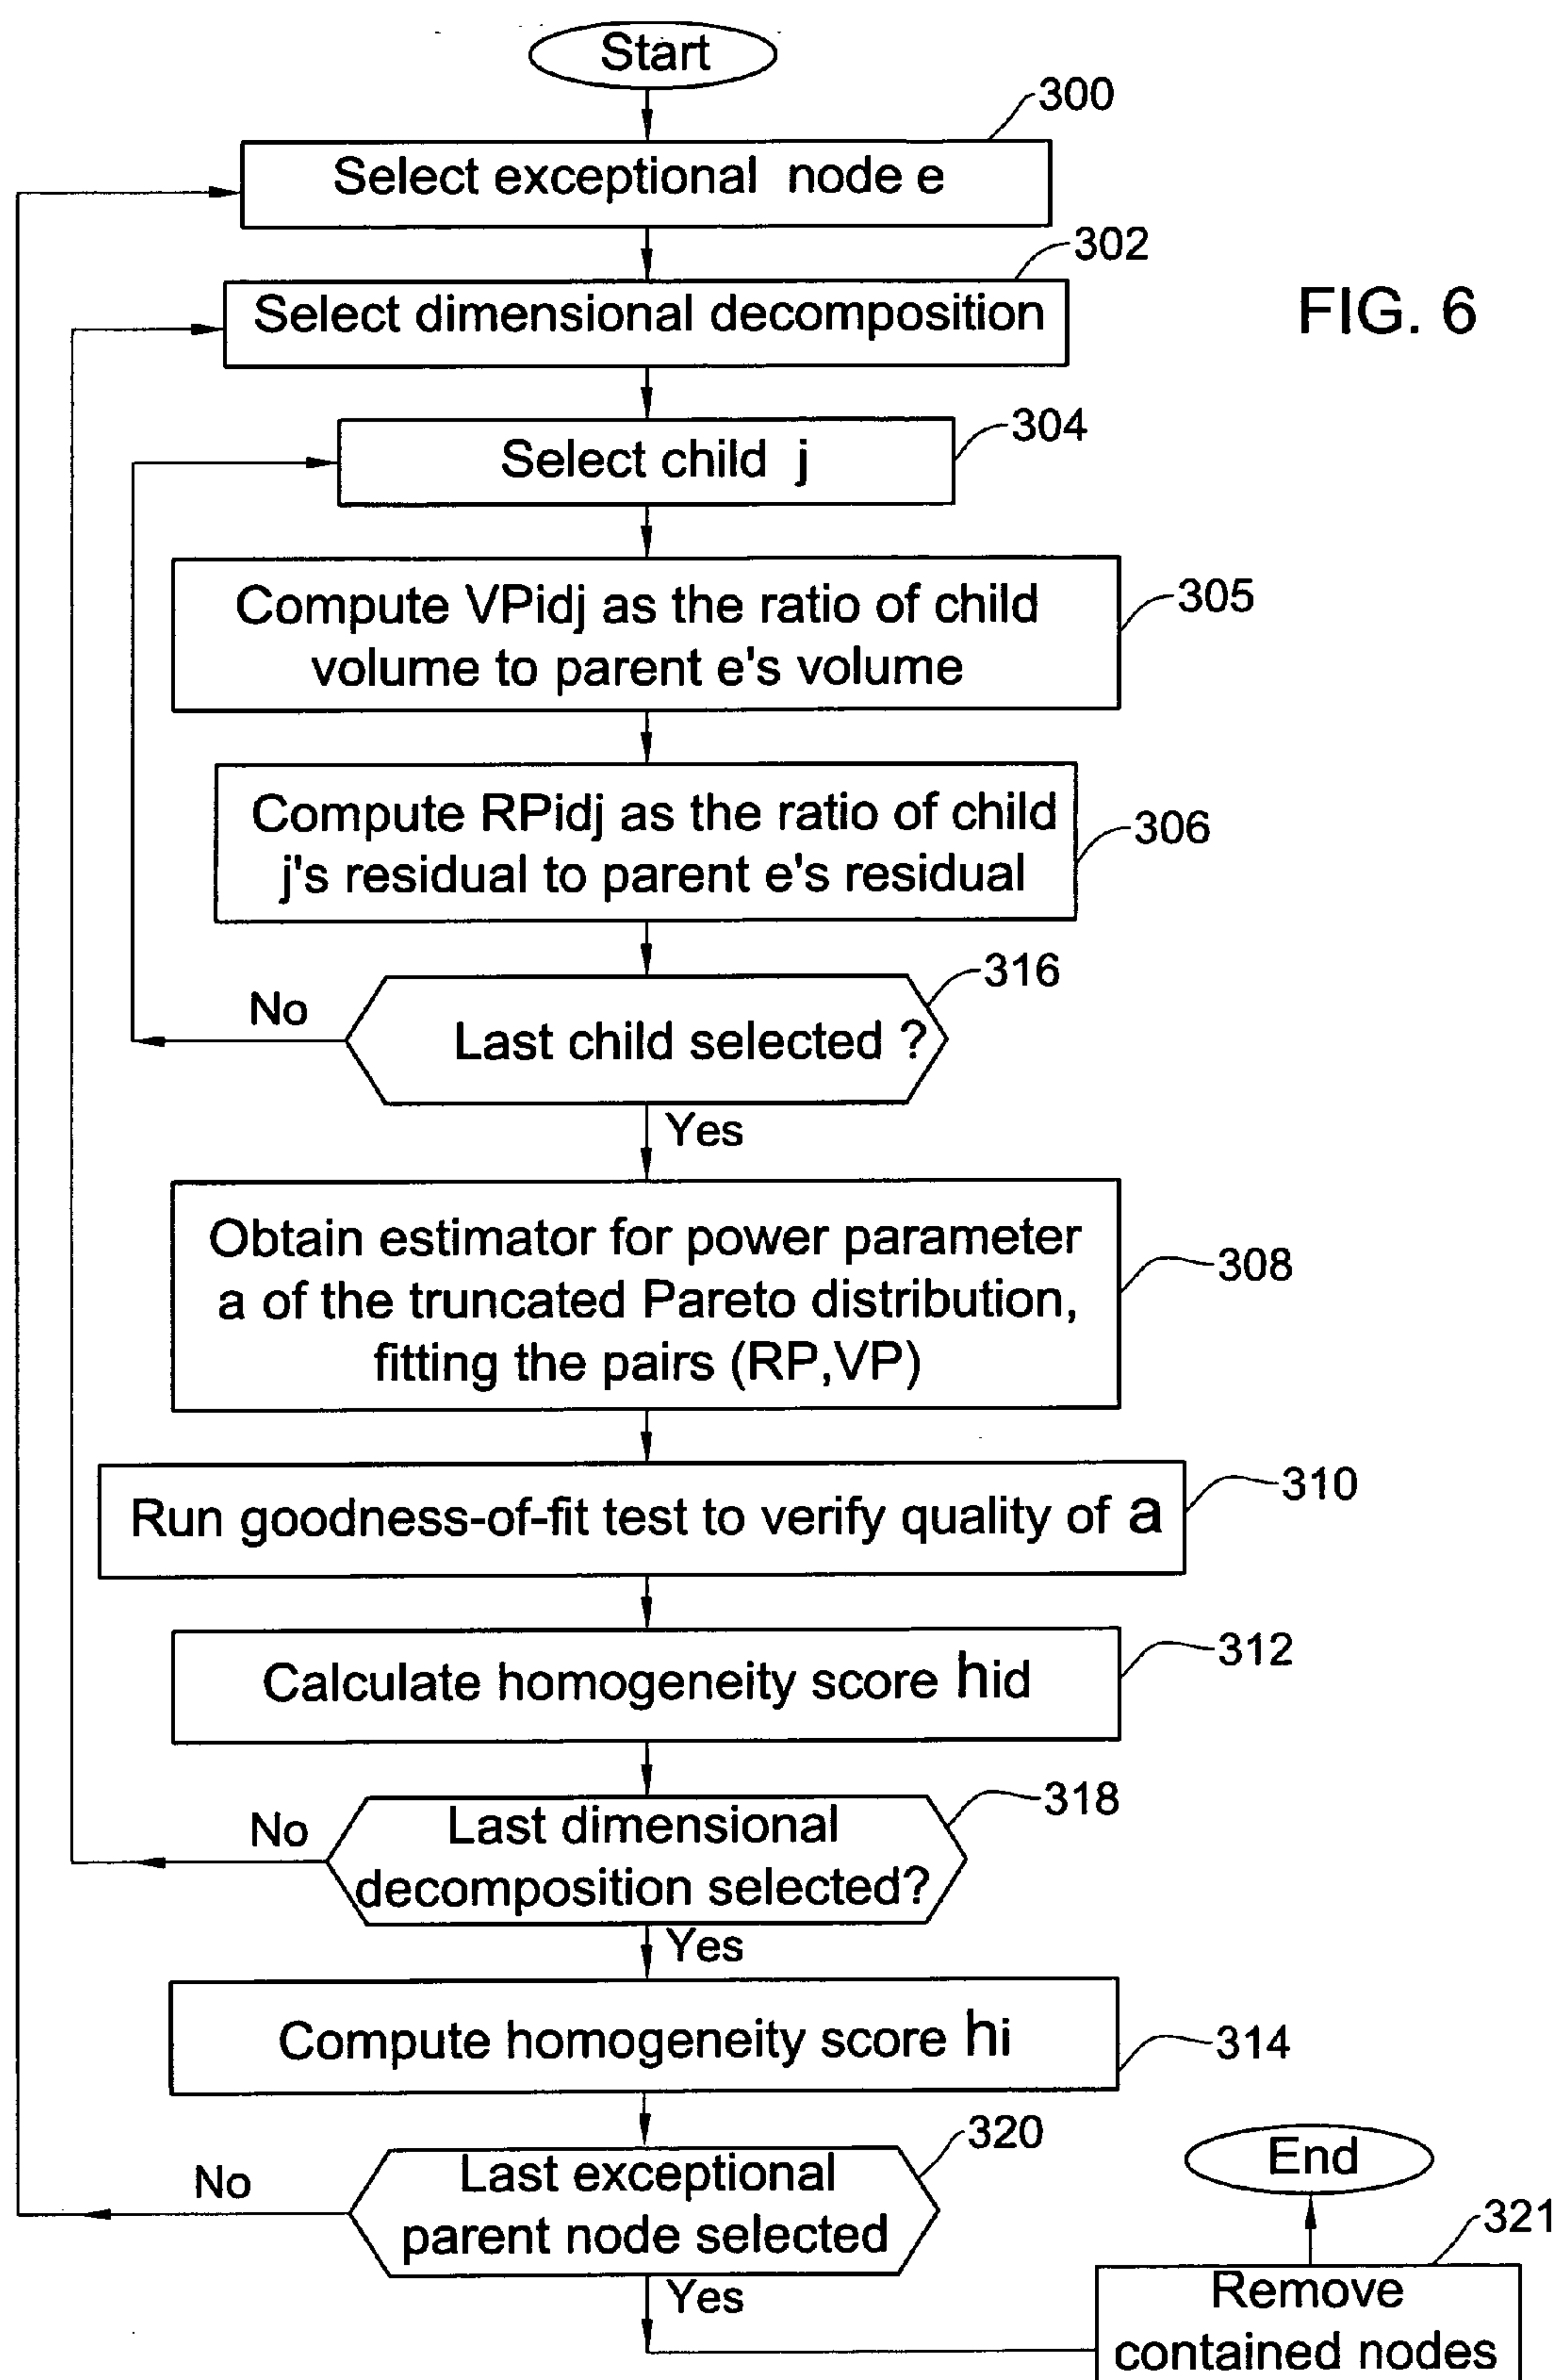 Start
300
Select exceptional node e
302
Select dimensional decomposition
FIG. 6
304
Select child j
Compute VPidj as the ratio of child
volume to parent e's volume
305
Compute RPidj as the ratio of child
j's residual to parent e's residual
306
316
No
Last child selected ?
Yes
Obtain estimator for power parameter
a of the truncated Pareto distribution,
fitting the pairs (RP,VP)
308
Run goodness-of-fit test to verify quality of a
310
Calculate homogeneity score hid
312
318
No
Last dimensional
decomposition selected?
Yes
Compute homogeneity score hi
314
320
No
Last exceptional
parent node selected
Yes
End
321
Remove
contained nodes